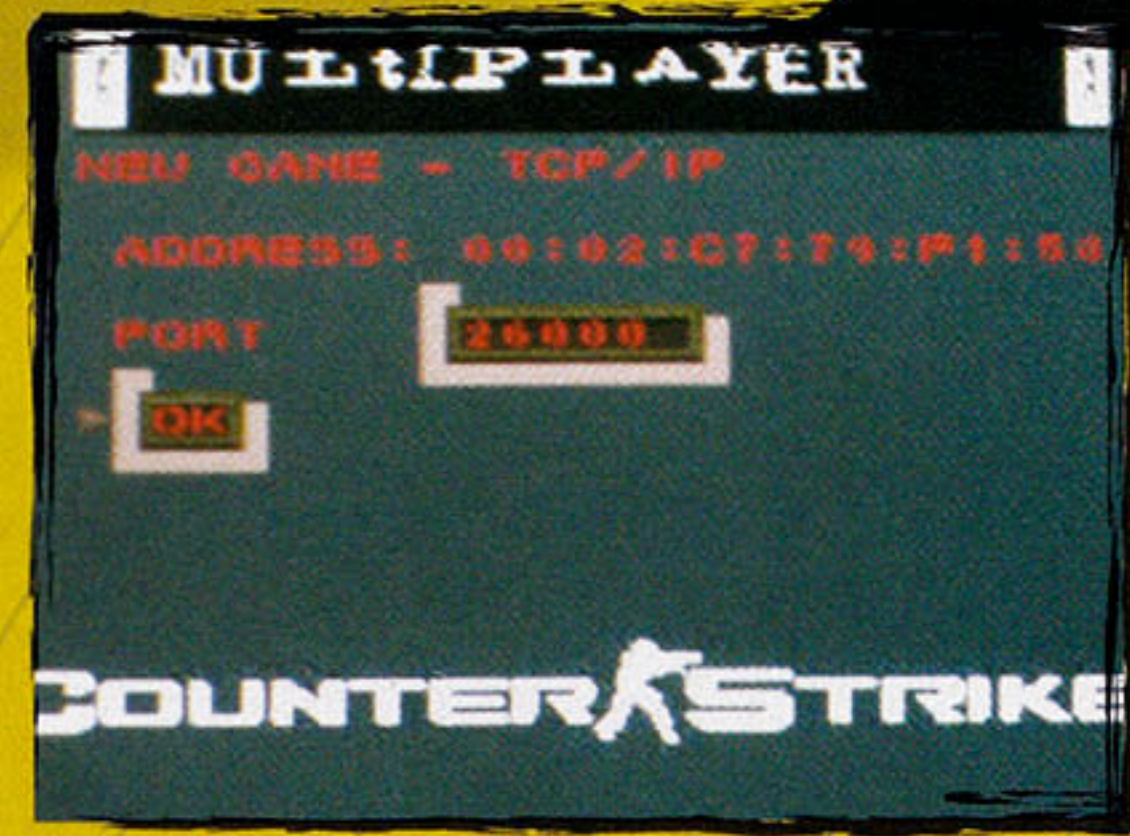 MULtIPLAYER
NEW GAME - TCP/IP
ADDRESS:
PORT 26000
OK
COUNTER STRIKE